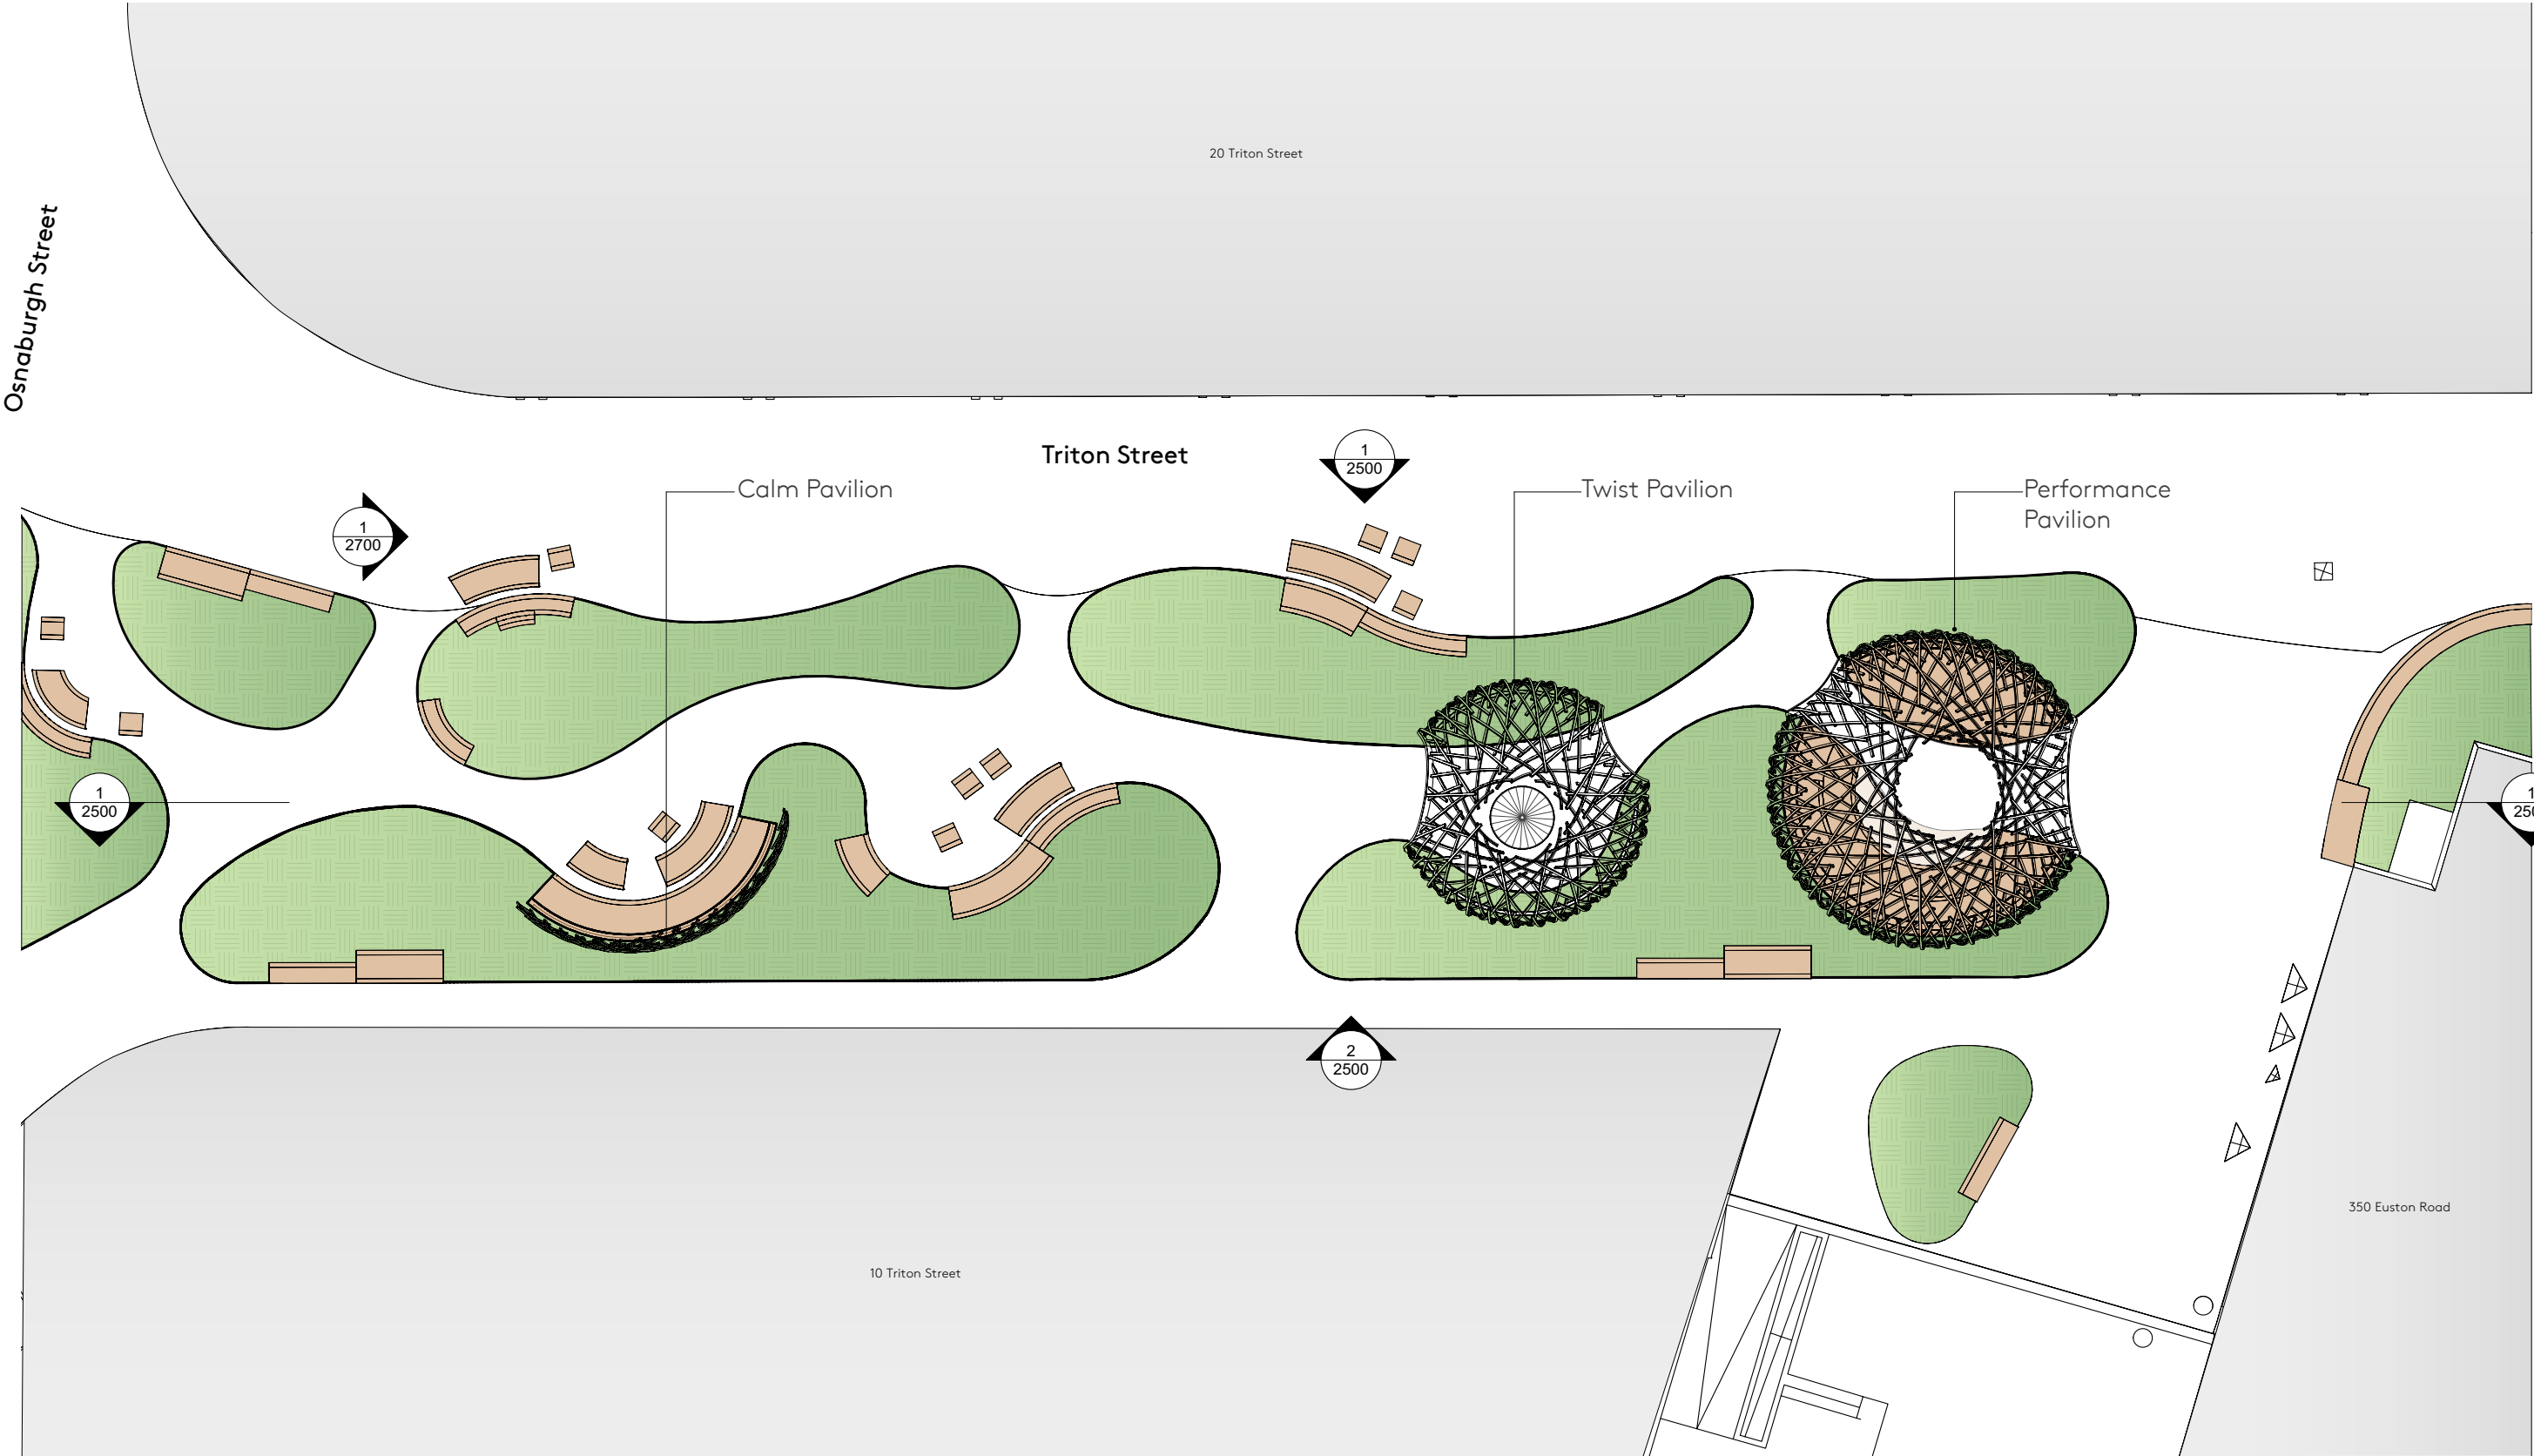 20 Triton Street
Osnaburgh Street
Triton Street
1
2500
Calm Pavilion
Twist Pavilion
Performance
Pavilion
1
2700
1
2500
2
2500
350 Euston Road
10 Triton Street